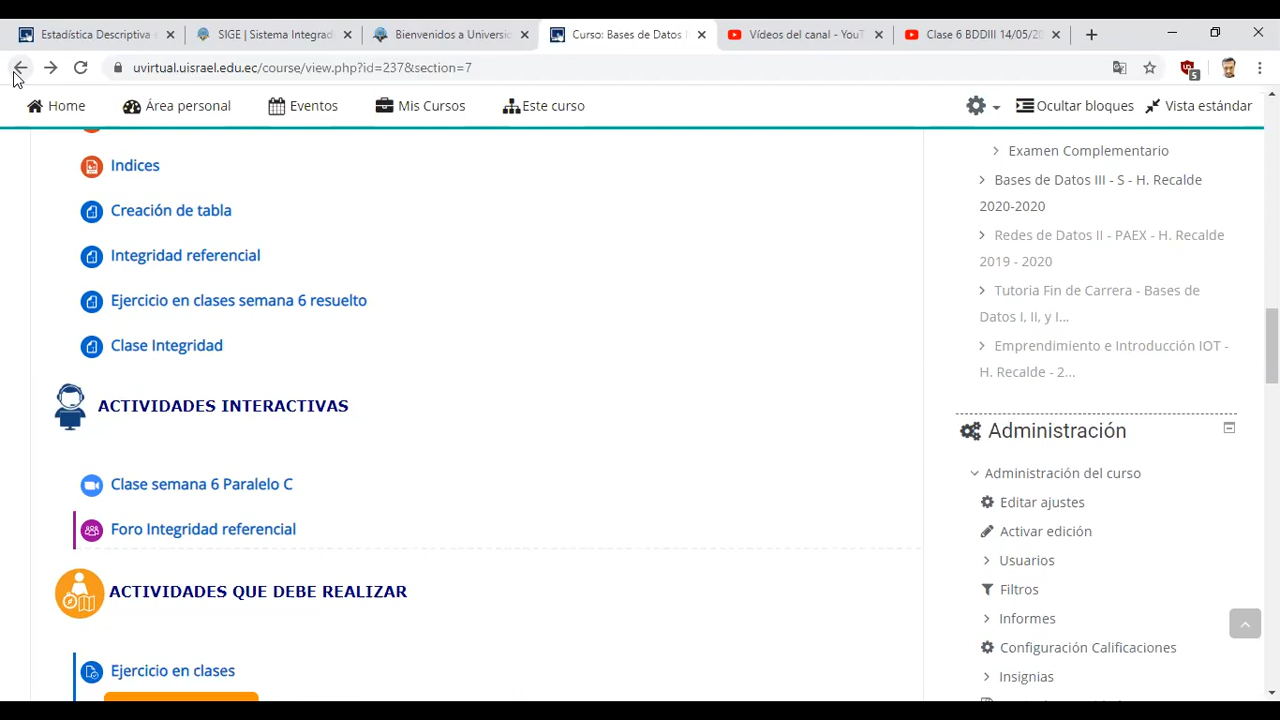 Estadística Descriptiva
SIGE | Sistema Integrad
Bienvenidos a Universi
Curso: Bases de Datos
Vídeos del canal - YouT
Clase 6 BDDIII 14/05/20
uvirtual.uisrael.edu.ec/course/view.php?id=237&section=7
5
Home
Área personal
Eventos
Mis Cursos
Este curso
Ocultar bloques
Vista estándar
Indices
Creación de tabla
Integridad referencial
Ejercicio en clases semana 6 resuelto
Clase Integridad
ACTIVIDADES INTERACTIVAS
Clase semana 6 Paralelo C
Foro Integridad referencial
ACTIVIDADES QUE DEBE REALIZAR
Ejercicio en clases
Examen Complementario
Bases de Datos III - S - H. Recalde
2020-2020
Redes de Datos II - PAEX - H. Recalde
2019 - 2020
Tutoria Fin de Carrera - Bases de
Datos I, II, y I...
Emprendimiento e Introducción IOT -
H. Recalde - 2...
Administración
Administración del curso
Editar ajustes
Activar edición
Usuarios
Filtros
Informes
Configuración Calificaciones
Insignias